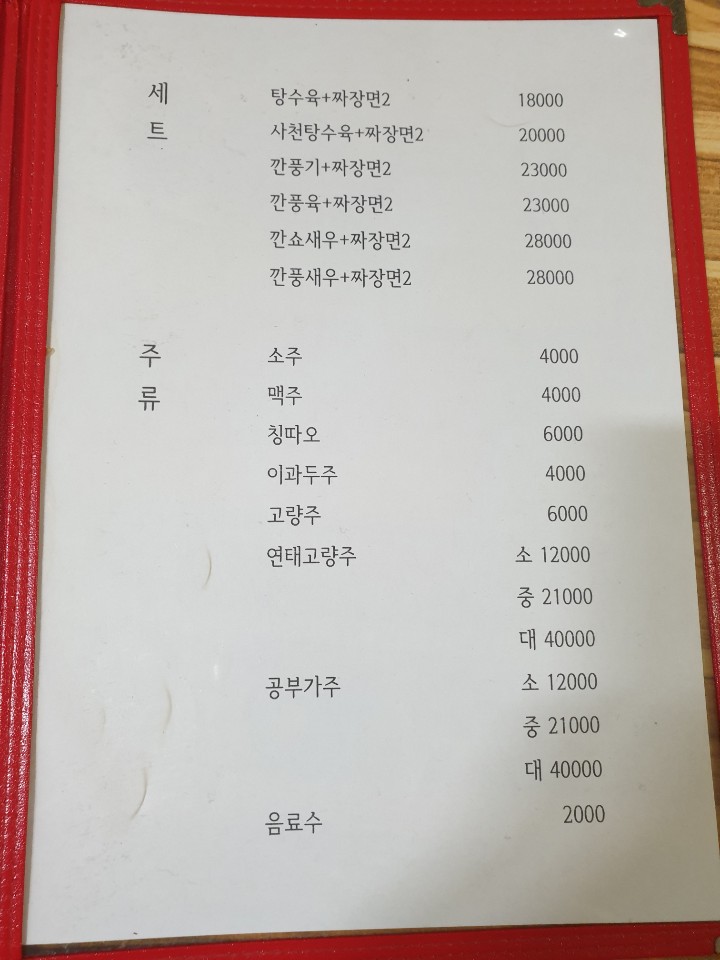 세 탕수육+짜장면2 18000
트 사천탕수육+짜장면2 20000
깐풍기+짜장면2 23000
깐풍육+짜장면2 23000
깐쇼새우+짜장면2 28000
깐풍새우+짜장면2 28000
주 소주 4000
류 맥주 4000
칭따오 6000
이과두주 4000
고량주 6000
연태고량주 소 12000
중 21000
대 40000
공부가주 소 12000
중 21000
대 40000
음료수 2000